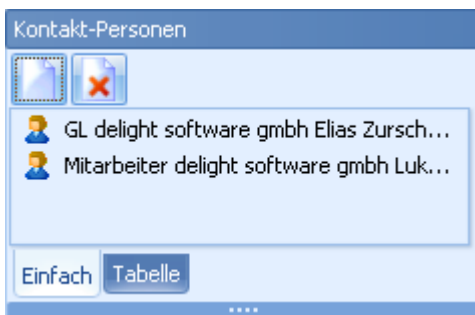 Kontakt-Personen
GL delight software gmbh Elias Zursch...
Mitarbeiter delight software gmbh Luk...
Einfach Tabelle